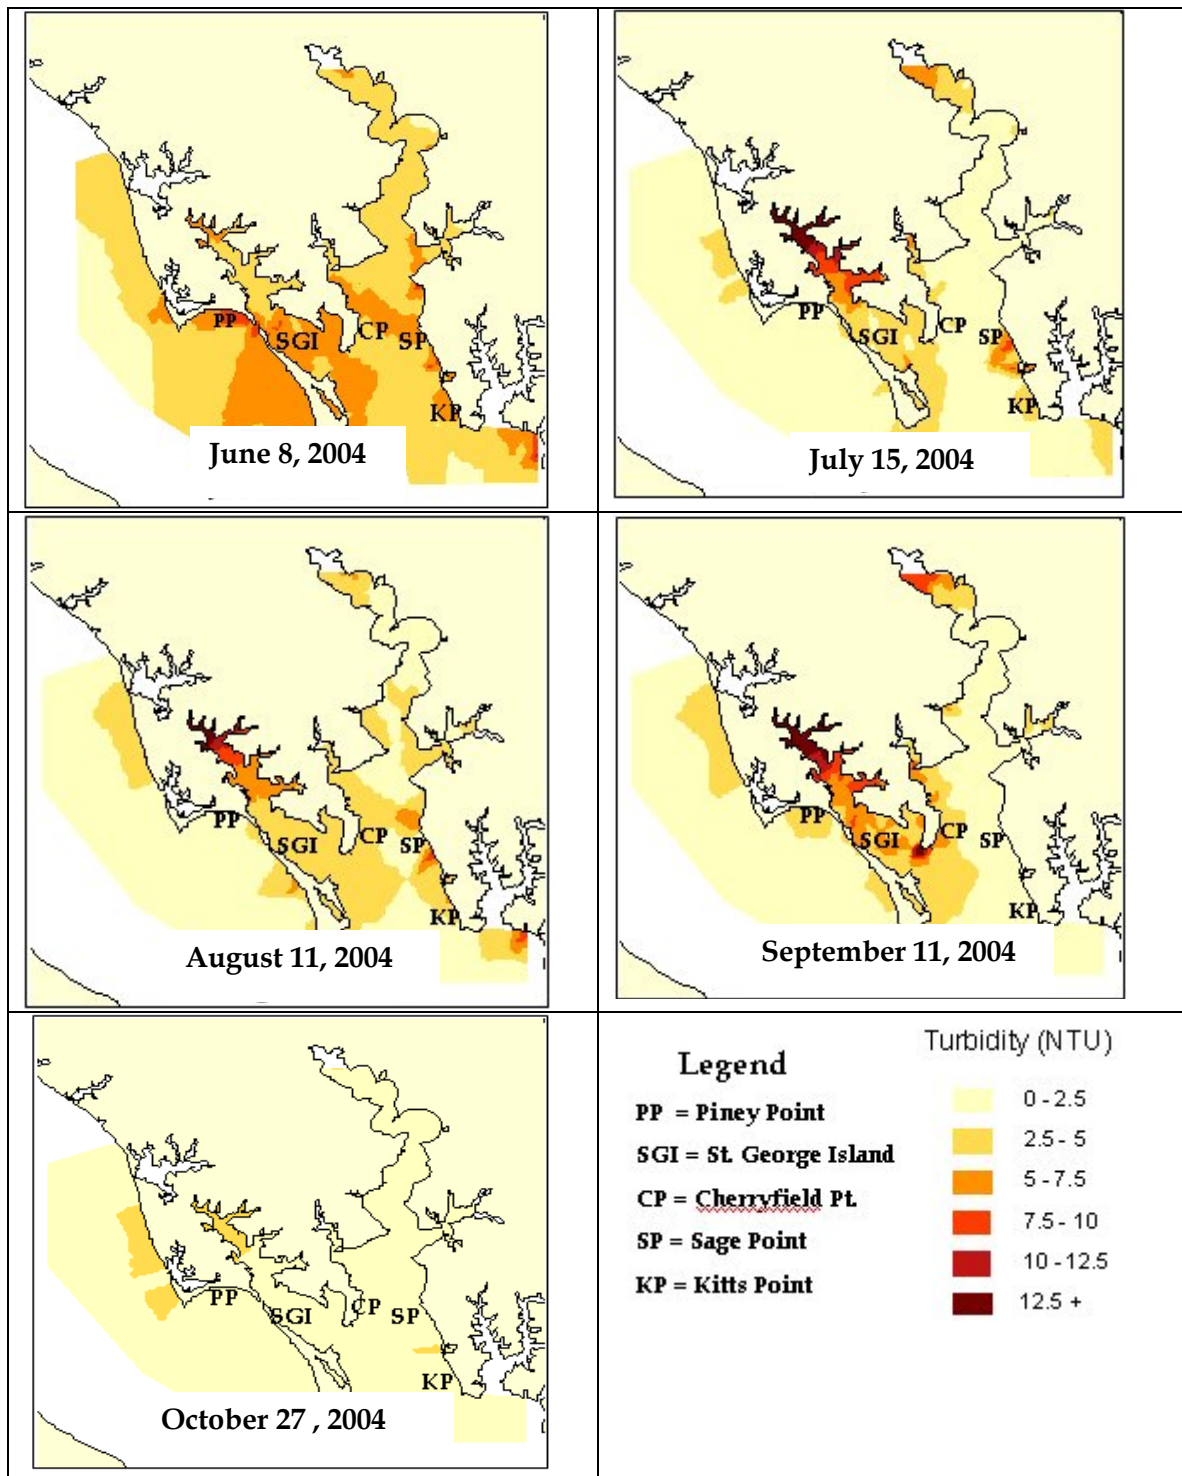 PP
SGI
CP
SP
KP
June 8, 2004
PP
SGI
CP
SP
KP
July 15, 2004
PP
SGI
CP
SP
KP
August 11, 2004
PP
SGI
CP
SP
KP
September 11, 2004
PP
SGI
CP
SP
KP
October 27 , 2004
Legend
PP = Piney Point
SGI = St. George Island
CP = Cherryfield Pt.
SP = Sage Point
KP = Kitts Point
Turbidity (NTU)
0 - 2.5
2.5 - 5
5 - 7.5
7.5 - 10
10 - 12.5
12.5 +